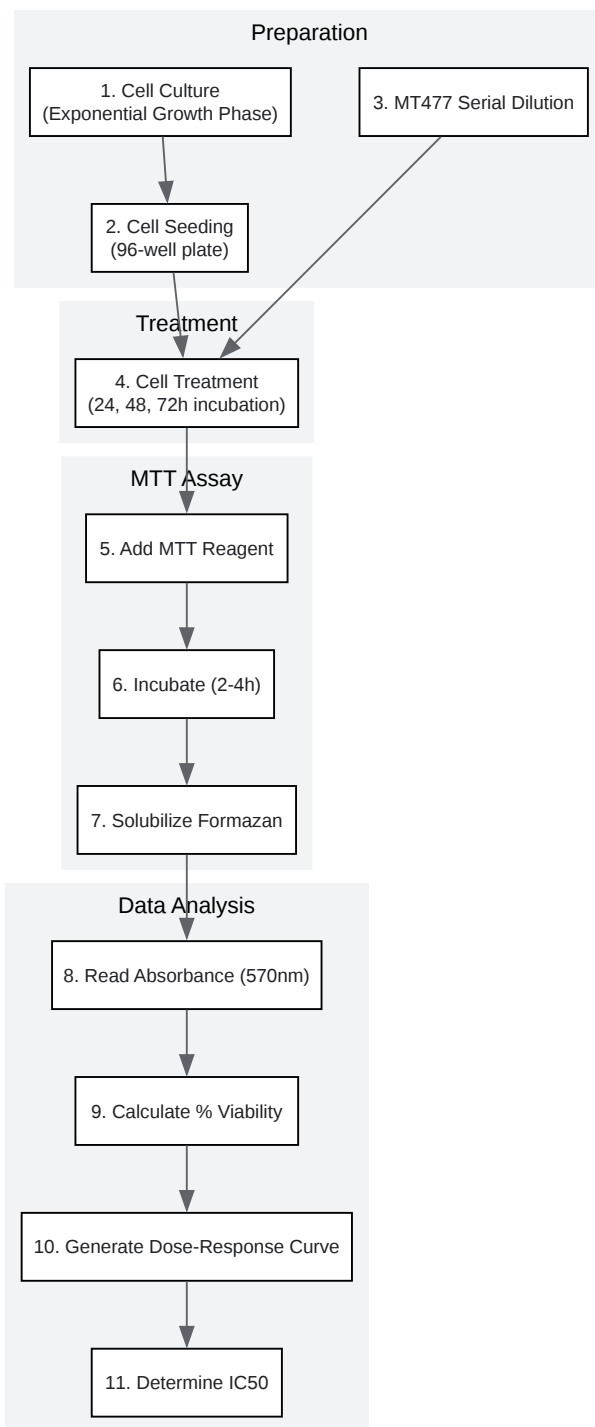 Preparation
1. Cell Culture
(Exponential Growth Phase)
3. MT477 Serial Dilution
2. Cell Seeding
(96-well plate)
Treatment
4. Cell Treatment
(24, 48, 72h incubation)
MTT Assay
5. Add MTT Reagent
6. Incubate (2-4h)
7. Solubilize Formazan
Data Analysis
8. Read Absorbance (570nm)
9. Calculate % Viability
10. Generate Dose-Response Curve
11. Determine IC50